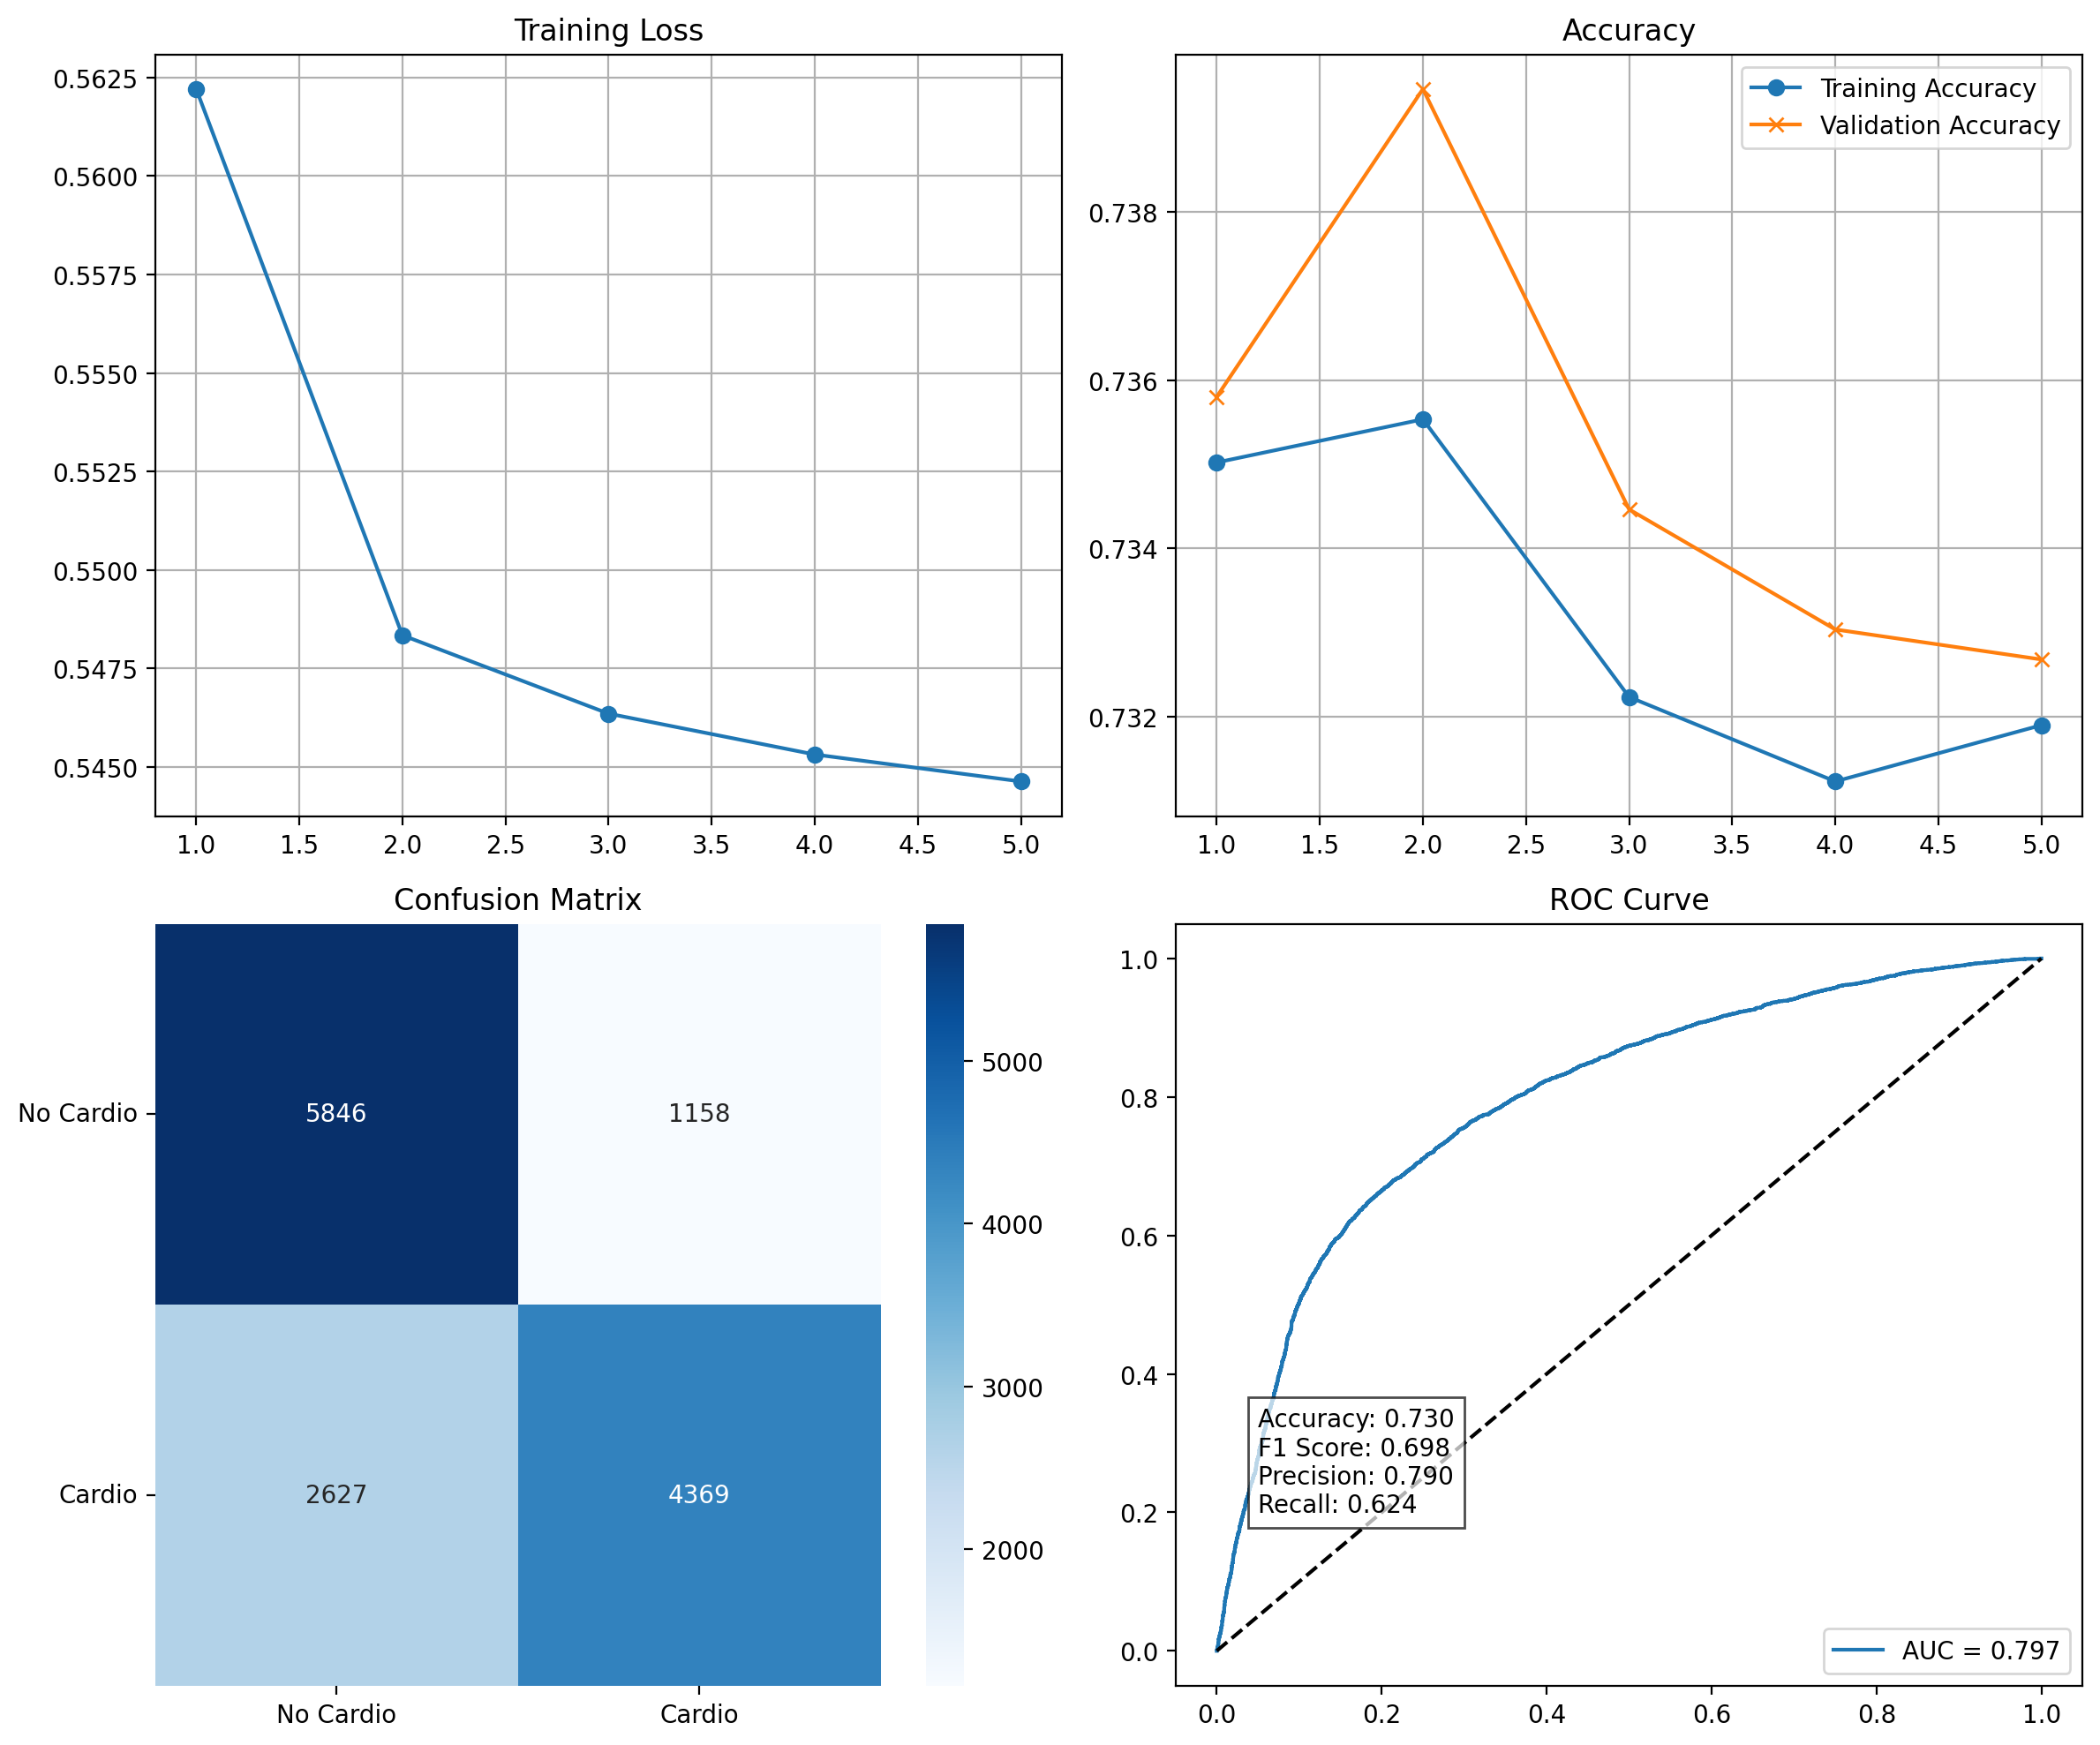 Training Loss
0.5625
0.5600
0.5575
0.5550
0.5525
0.5500
0.5475
0.5450
1.0 1.5 2.0 2.5 3.0 3.5 4.0 4.5 5.0
Accuracy
Training Accuracy
Validation Accuracy
0.738
0.736
0.734
0.732
1.0 1.5 2.0 2.5 3.0 3.5 4.0 4.5 5.0
Confusion Matrix
No Cardio
5846 1158
Cardio
2627 4369
No Cardio Cardio
5000
4000
3000
2000
ROC Curve
1.0
0.8
0.6
0.4
0.2
0.0
Accuracy: 0.730
F1 Score: 0.698
Precision: 0.790
Recall: 0.624
AUC = 0.797
0.0 0.2 0.4 0.6 0.8 1.0